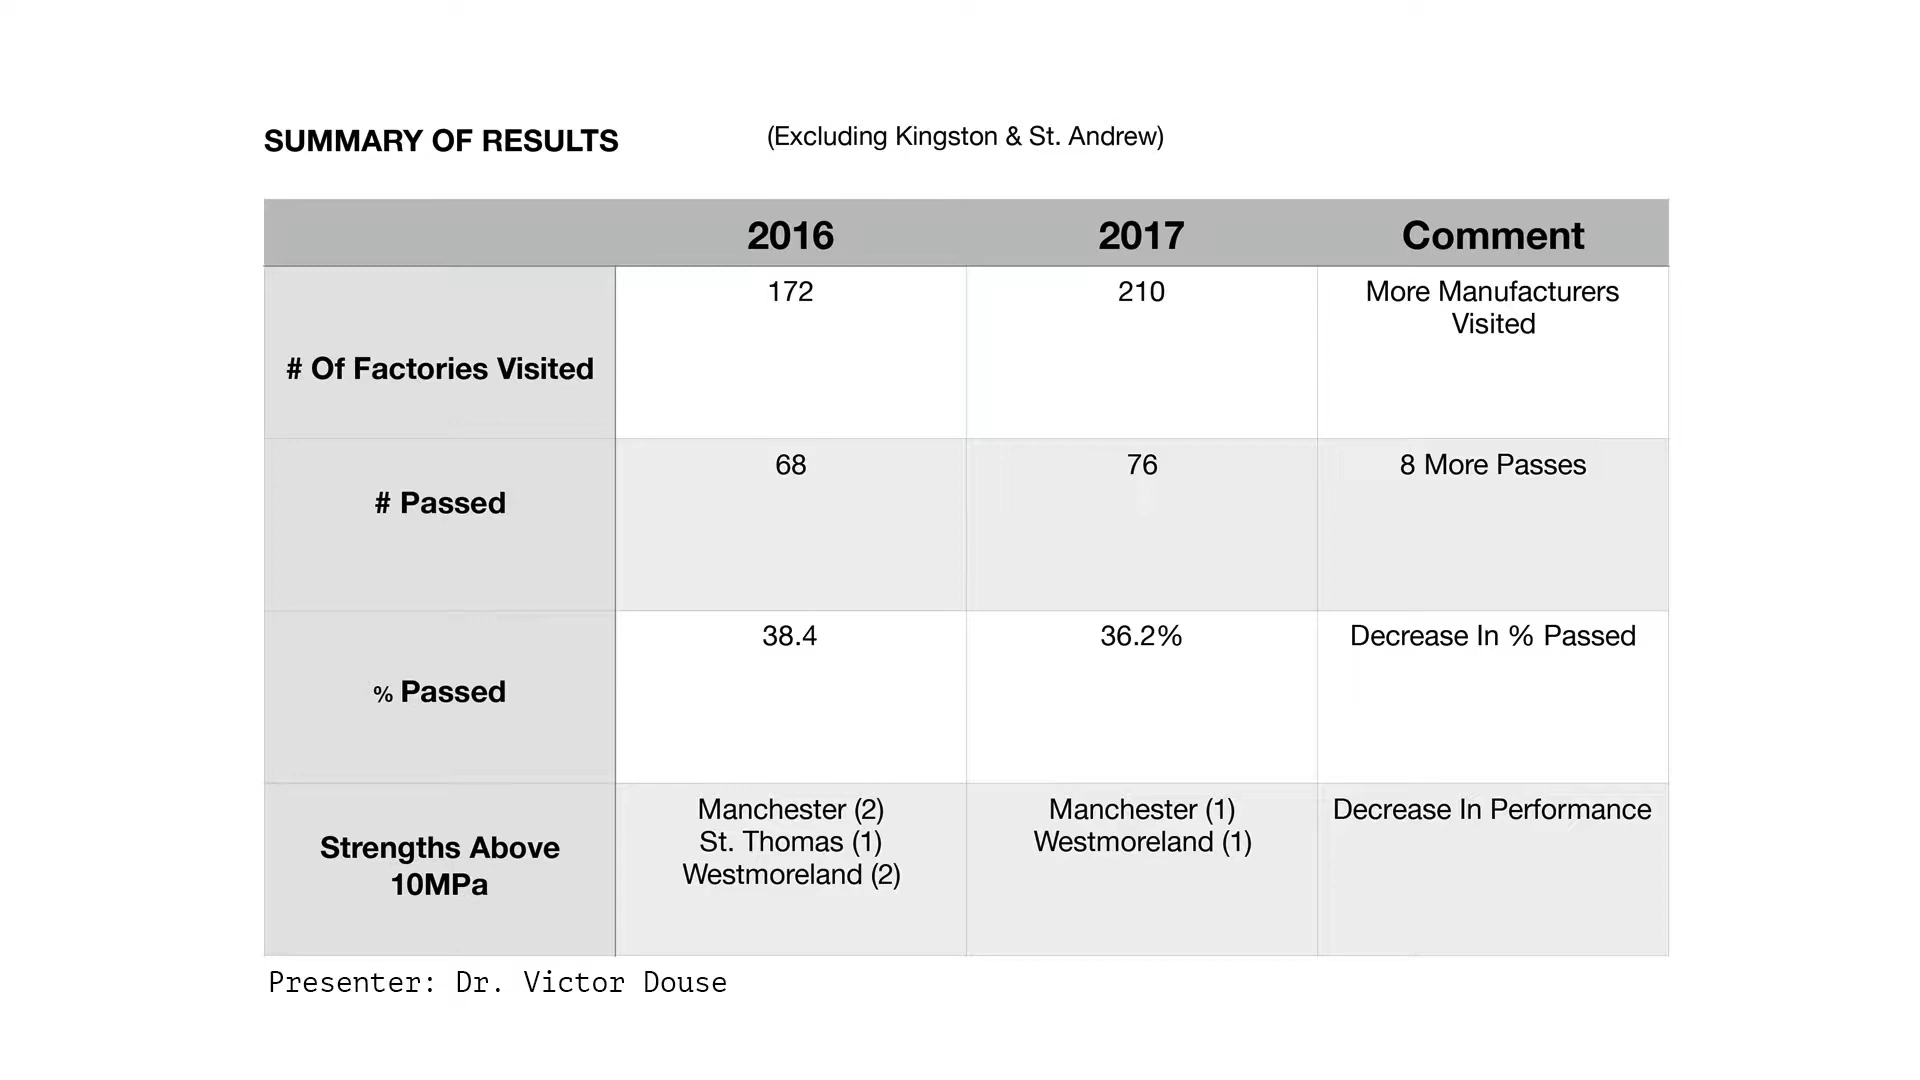 SUMMARY OF RESULTS
(Excluding Kingston & St. Andrew)
2016 2017 Comment
# Of Factories Visited 172 210 More Manufacturers
Visited
# Passed 68 76 8 More Passes
% Passed 38.4 36.2% Decrease In % Passed
Strengths Above
10MPa
Manchester (2)
St. Thomas (1)
Westmoreland (2)
Manchester (1)
Westmoreland (1)
Decrease In Performance
Presenter: Dr. Victor Douse